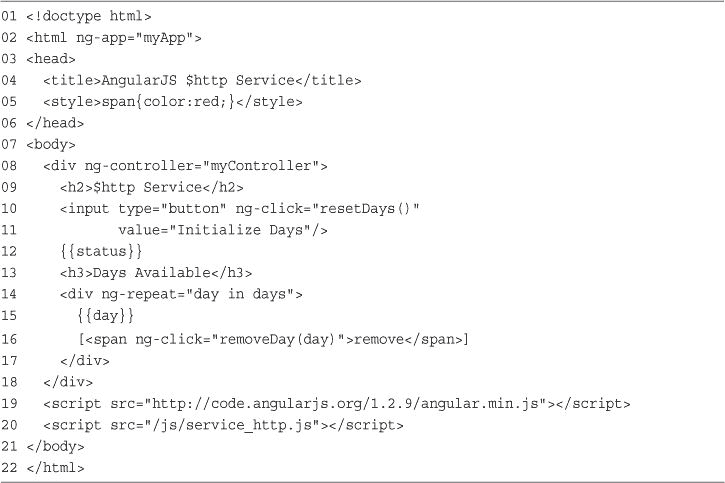 01 <!doctype html>
02 <html ng-app="myApp">
03 <head>
04   <title>AngularJS $http Service</title>
05   <style>span{color:red;}</style>
06 </head>
07 <body>
08   <div ng-controller="myController">
09     <h2>$http Service</h2>
10     <input type="button" ng-click="resetDays()"
11            value="Initialize Days"/>
12     {{status}}
13     <h3>Days Available</h3>
14     <div ng-repeat="day in days">
15       {{day}}
16       [<span ng-click="removeDay(day)">remove</span>]
17     </div>
18   </div>
19   <script src="http://code.angularjs.org/1.2.9/angular.min.js"></script>
20   <script src="/js/service_http.js"></script>
21 </body>
22 </html>